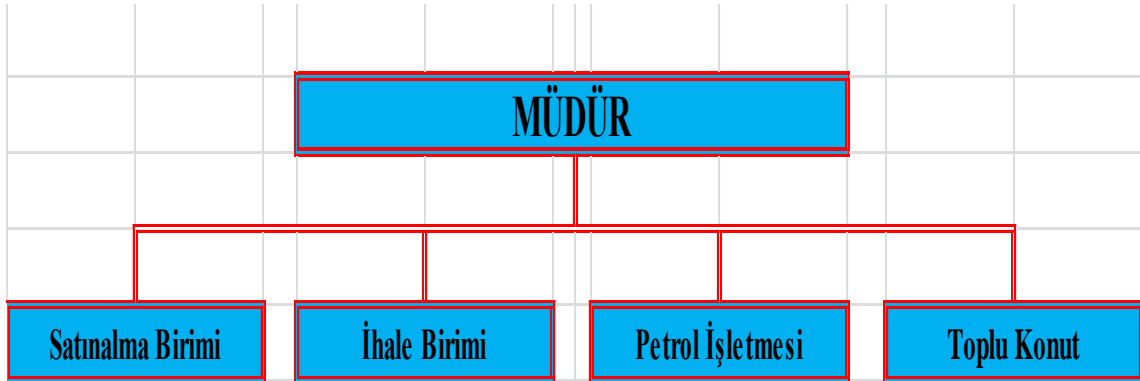 MÜDÜR
Satınalma Birimi
İhale Birimi
Petrol İşletmesi
Toplu Konut